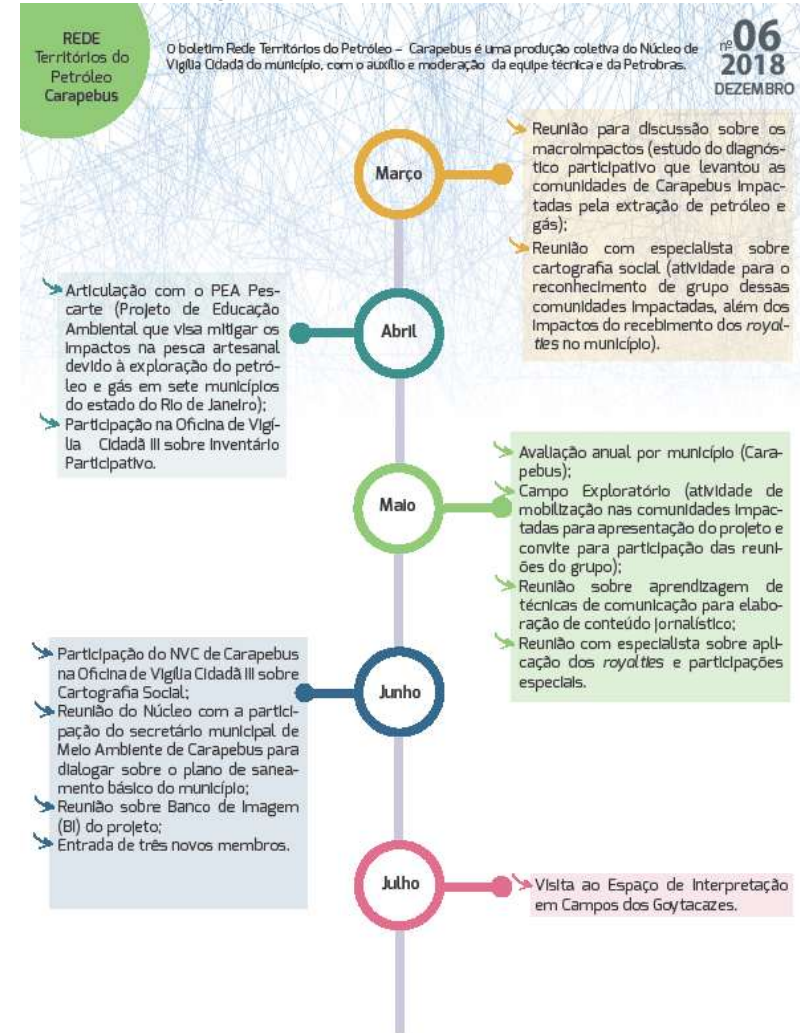 REDE
Territórios do
Petróleo
Carapebus
O boletim Rede Territórios do Petróleo – Carapebus é uma produção coletiva do Núcleo de
Vigília Cidadã do município, com o auxílio e moderação da equipe técnica e da Petrobras.
nº 06
2018
DEZEMBRO
Março
Reunião para discussão sobre os
macroimpactos (estudo do diagnós-
tico participativo que levantou as
comunidades de Carapebus impac-
tadas pela extração de petróleo e
gás);
Reunião com especialista sobre
cartografia social (atividade para o
reconhecimento de grupo dessas
comunidades impactadas, além dos
impactos do recebimento dos royal-
ties no município).
Abril
Articulação com o PEA Pes-
carte (Projeto de Educação
Ambiental que visa mitigar os
impactos na pesca artesanal
devido à exploração do petró-
leo e gás em sete municípios
do estado do Rio de Janeiro);
Participação na Oficina de Vigí-
lia Cidadã III sobre Inventário
Participativo.
Maio
Avaliação anual por município (Cara-
pebus);
Campo Exploratório (atividade de
mobilização nas comunidades impac-
tadas para apresentação do projeto e
convite para participação das reuni-
ões do grupo);
Reunião sobre aprendizagem de
técnicas de comunicação para elabo-
ração de conteúdo jornalístico;
Reunião com especialista sobre apli-
cação dos royalties e participações
especiais.
Junho
Participação do NVC de Carapebus
na Oficina de Vigília Cidadã III sobre
Cartografia Social;
Reunião do Núcleo com a partici-
pação do secretário municipal de
Meio Ambiente de Carapebus para
dialogar sobre o plano de sanea-
mento básico do município;
Reunião sobre Banco de Imagem
(BI) do projeto;
Entrada de três novos membros.
Julho
Visita ao Espaço de Interpretação
em Campos dos Goytacazes.